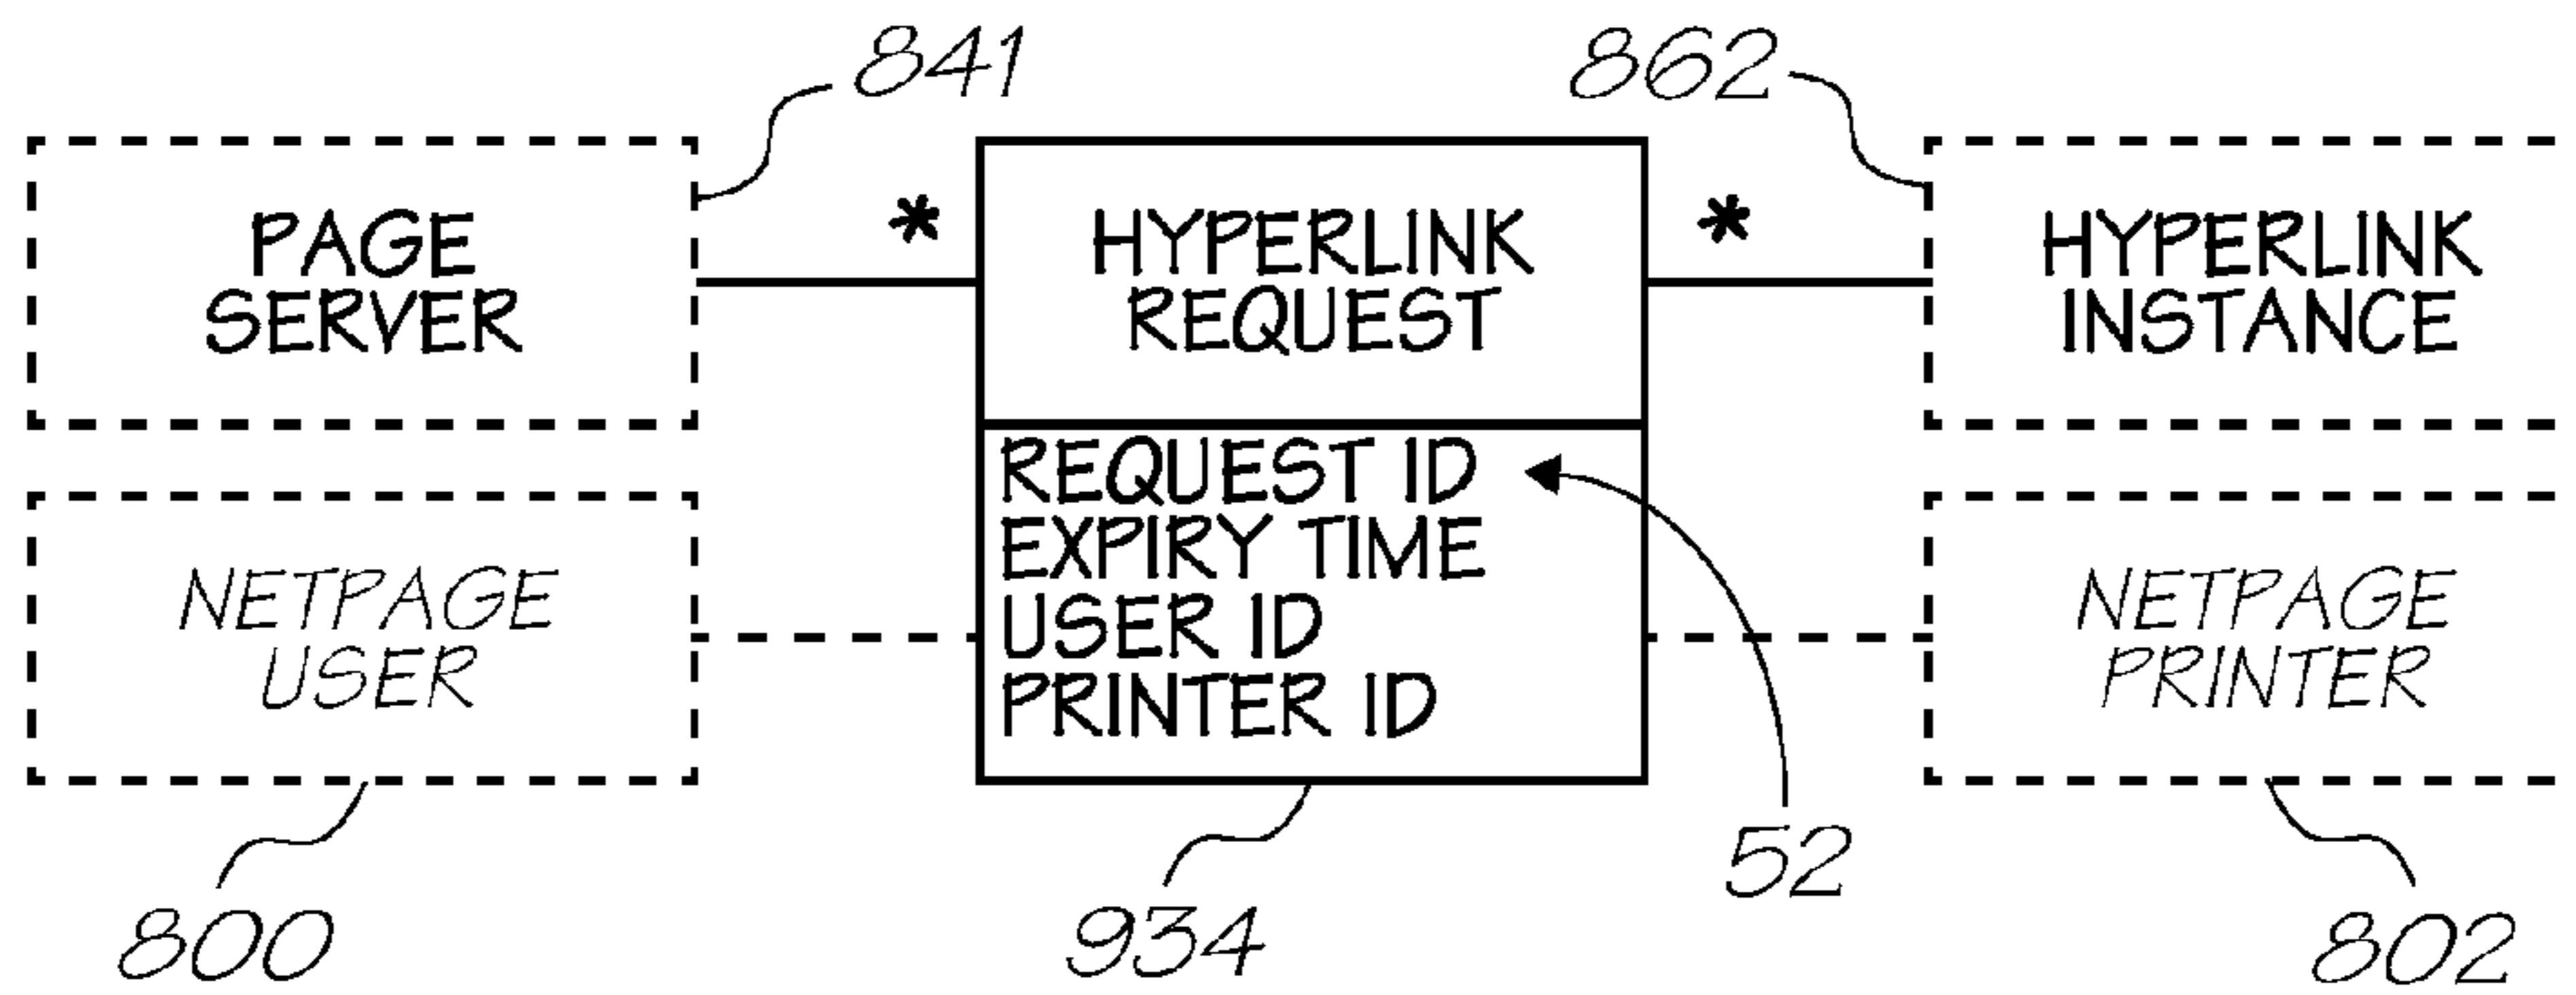 841
862
PAGE
SERVER
*
HYPERLINK
REQUEST
*
HYPERLINK
INSTANCE
REQUEST ID
EXPIRY TIME
USER ID
PRINTER ID
NETPAGE
USER
NETPAGE
PRINTER
52
800
934
802